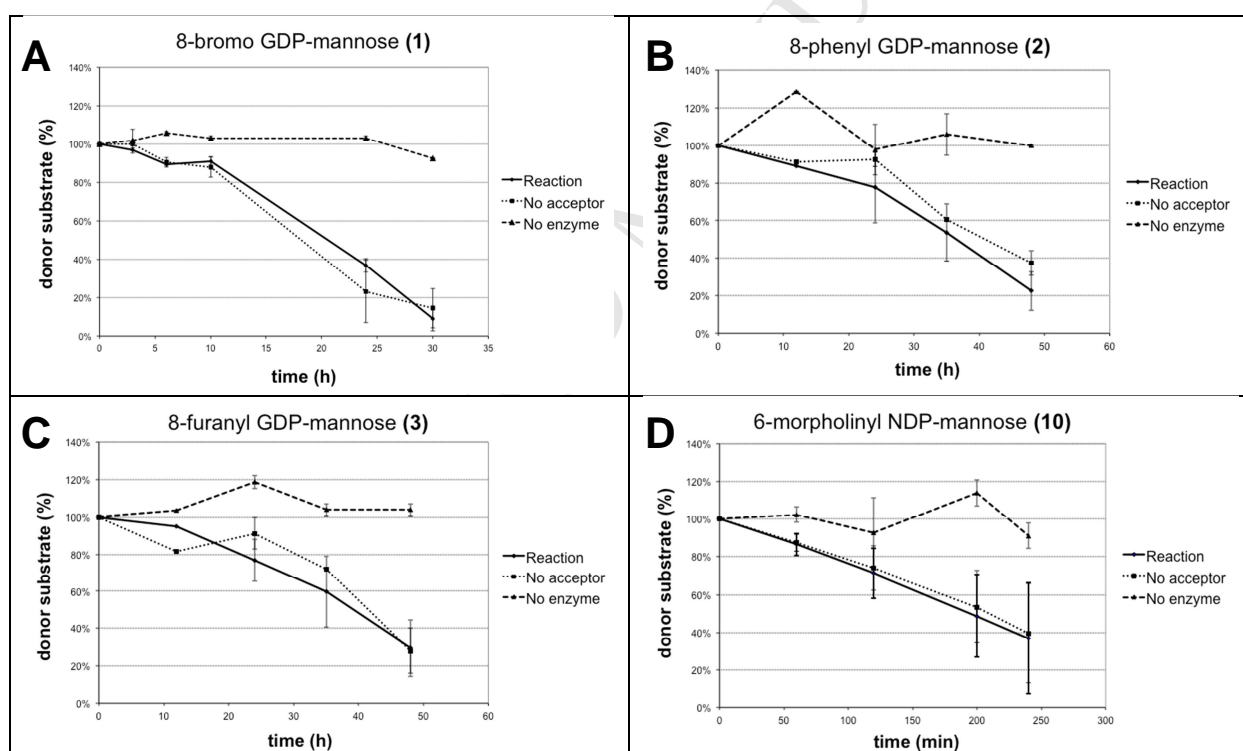 A
8-bromo GDP-mannose (1)
donor substrate (%)
140%
120%
100%
80%
60%
40%
20%
0%
0 5 10 15 20 25 30 35
time (h)
Reaction
No acceptor
No enzyme
B
8-phenyl GDP-mannose (2)
donor substrate (%)
140%
120%
100%
80%
60%
40%
20%
0%
0 10 20 30 40 50 60
time (h)
Reaction
No acceptor
No enzyme
C
8-furanyl GDP-mannose (3)
donor substrate (%)
140%
120%
100%
80%
60%
40%
20%
0%
0 10 20 30 40 50 60
time (h)
Reaction
No acceptor
No enzyme
D
6-morpholinyl NDP-mannose (10)
donor substrate (%)
140%
120%
100%
80%
60%
40%
20%
0%
0 50 100 150 200 250 300
time (min)
Reaction
No acceptor
No enzyme